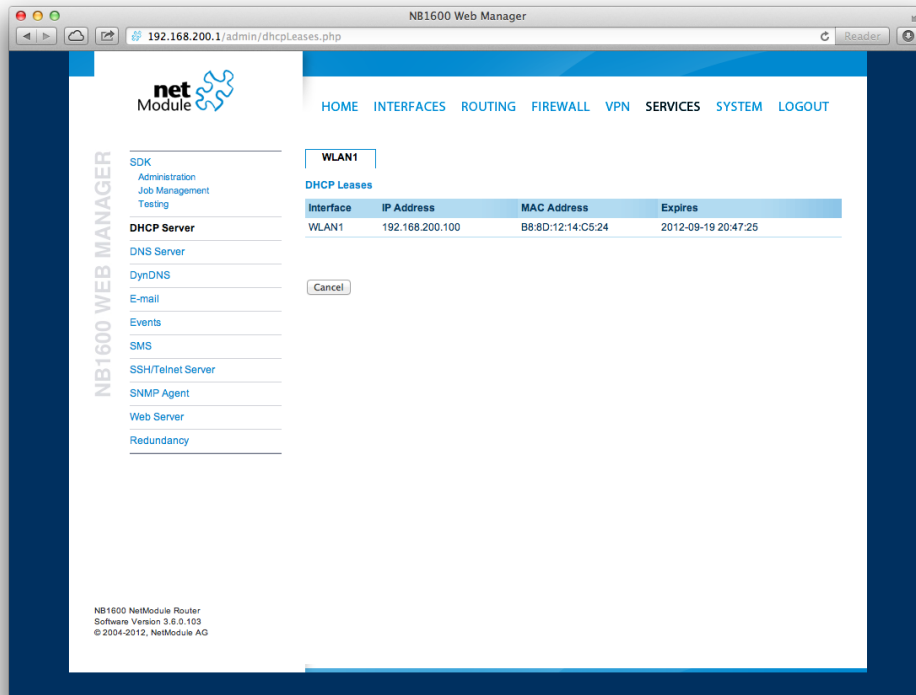 NB1600 Web Manager
192.168.200.1/admin/dhcpLeases.php
Reader
net
Module
HOME INTERFACES ROUTING FIREWALL VPN SERVICES SYSTEM LOGOUT
NB1600 WEB MANAGER
SDK
Administration
Job Management
Testing
DHCP Server
DNS Server
DynDNS
E-mail
Events
SMS
SSH/Telnet Server
SNMP Agent
Web Server
Redundancy
WLAN1
DHCP Leases
Interface IP Address MAC Address Expires
WLAN1 192.168.200.100 B8:8D:12:14:C5:24 2012-09-19 20:47:25
Cancel
NB1600 NetModule Router
Software Version 3.6.0.103
© 2004-2012, NetModule AG